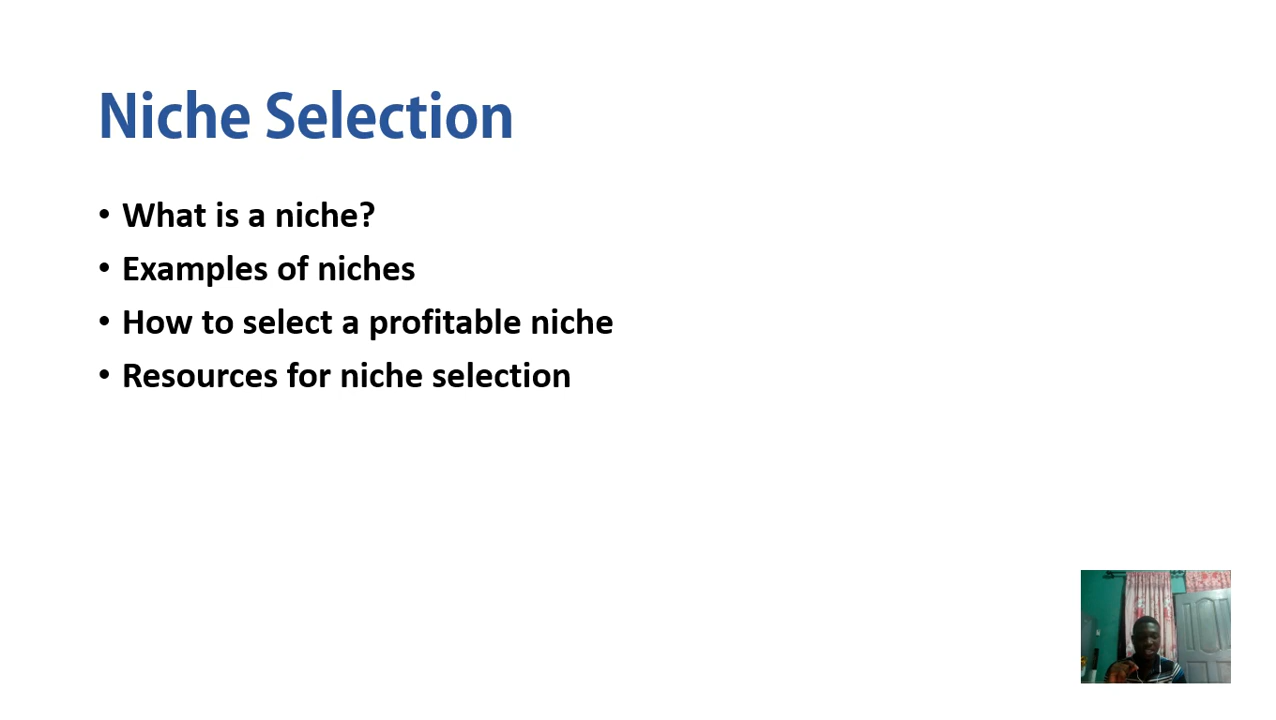 Niche Selection
• What is a niche?
• Examples of niches
• How to select a profitable niche
• Resources for niche selection